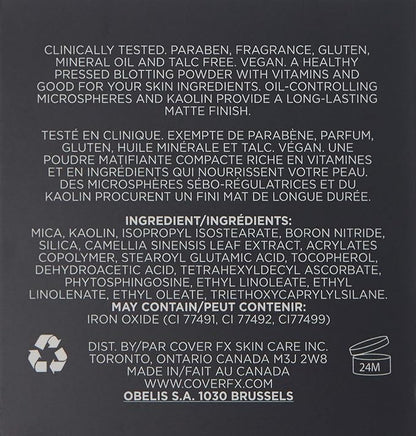 CLINICALLY TESTED. PARABEN, FRAGRANCE, GLUTEN,
MINERAL OIL AND TALC FREE. VEGAN. A HEALTHY
PRESSED BLOTTING POWDER WITH VITAMINS AND
GOOD FOR YOUR SKIN INGREDIENTS. OIL-CONTROLLING
MICROSPHERES AND KAOLIN PROVIDE A LONG-LASTING
MATTE FINISH.
TESTÉ EN CLINIQUE. EXEMPTE DE PARABÈNE, PARFUM,
GLUTEN, HUILE MINÉRALE ET TALC. VÉGAN. UNE
POUDRE MATIFIANTE COMPACTE RICHE EN VITAMINES
ET EN INGRÉDIENTS QUI NOURRISSENT VOTRE PEAU.
DES MICROSPHÈRES SÉBO-RÉGULATRICES ET DU
KAOLIN PROCURENT UN FINI MAT DE LONGUE DURÉE.
INGREDIENT/INGRÉDIENTS:
MICA, KAOLIN, ISOPROPYL ISOSTEARATE, BORON NITRIDE,
SILICA, CAMELLIA SINENSIS LEAF EXTRACT, ACRYLATES
COPOLYMER, STEAROYL GLUTAMIC ACID, TOCOPHEROL,
DEHYDROACETIC ACID, TETRAHEXYLDECYL ASCORBATE,
PHYTOSPHINGOSINE, ETHYL LINOLEATE, ETHYL
LINOLENATE, ETHYL OLEATE, TRIETHOXYCAPRYLYLSILANE.
MAY CONTAIN/PEUT CONTENIR:
IRON OXIDE (CI 77491, CI 77492, CI77499)
DIST. BY/PAR COVER FX SKIN CARE INC.
TORONTO, ONTARIO CANADA M3J 2W8
MADE IN/FAIT AU CANADA
WWW.COVERFX.COM
OBELIS S.A. 1030 BRUSSELS
24M